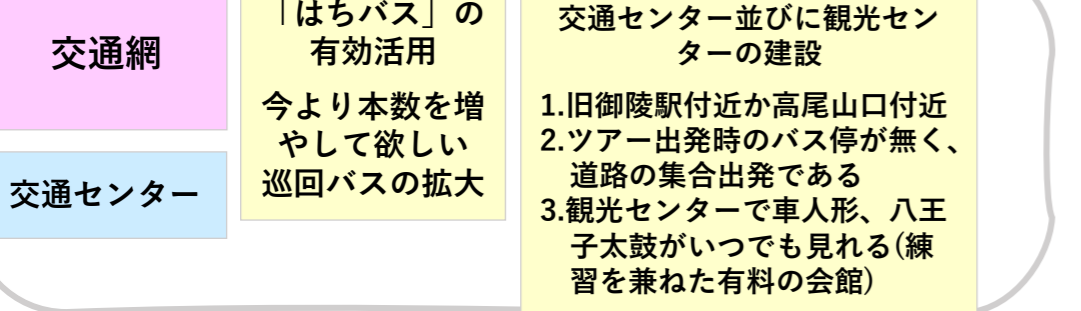 交通網
交通センター
「はちバス」の
有効活用
今より本数を増
やして欲しい
巡回バスの拡大
交通センター並びに観光セン
ターの建設
1.旧御陵駅付近か高尾山口付近
2.ツアー出発時のバス停が無く、
道路の集合出発である
3.観光センターで車人形、八王
子太鼓がいつでも見れる(練
習を兼ねた有料の会館)